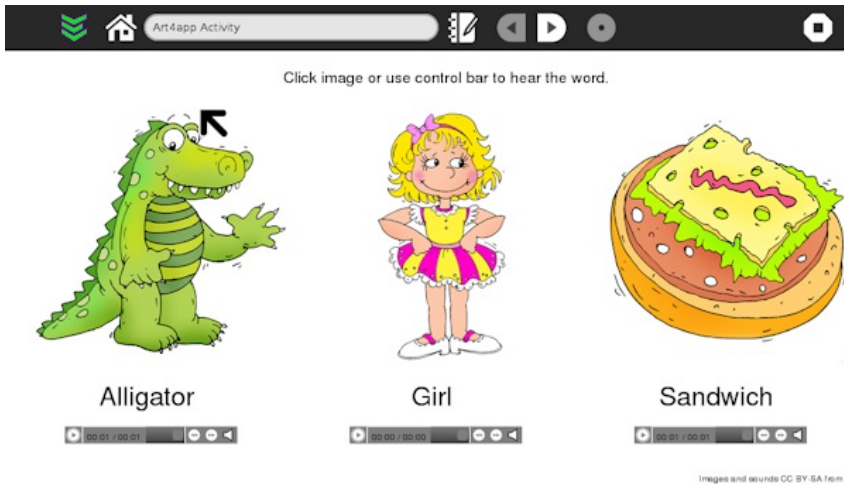 Art4app Activity
Click image or use control bar to hear the word.
Alligator
Girl
Sandwich
00:01 / 00:01
00:00 / 00:00
00:01 / 00:01
Images and sounds CC BY-SA from